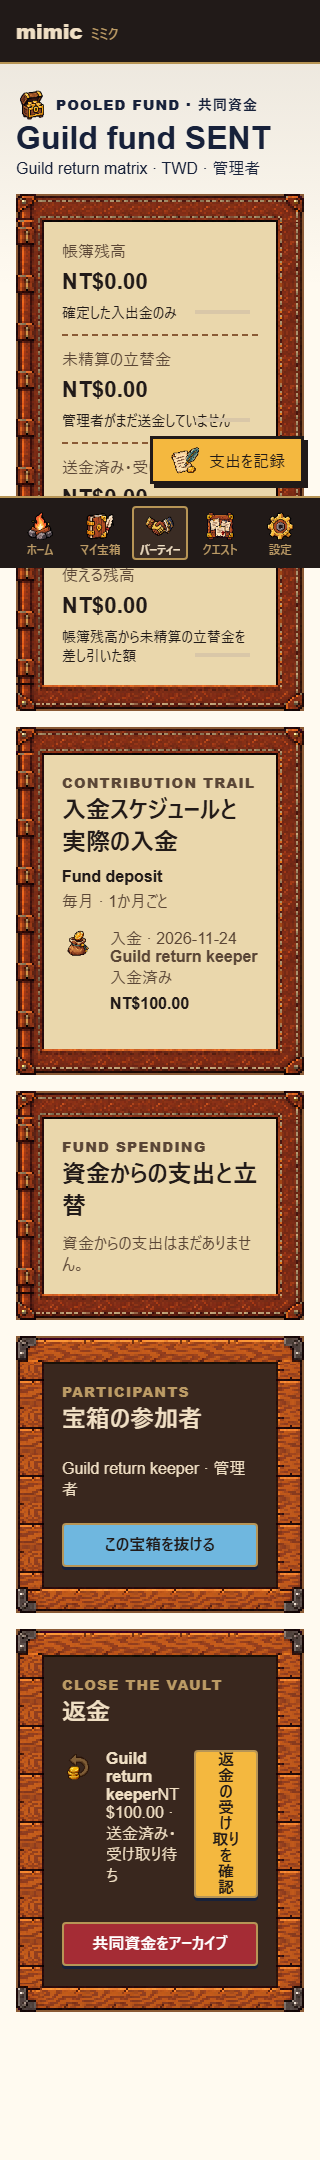 mimic ミミク
POOLED FUND · 共同資金
Guild fund SENT
Guild return matrix · TWD · 管理者
帳簿残高
NT$0.00
確定した入出金のみ
未精算の立替金
NT$0.00
管理者がまだ送金していません
送金済み・受
支出を記録
NT$0.00
ホーム
マイ宝箱
パーティー
クエスト
設定
使える残高
NT$0.00
帳簿残高から未精算の立替金を
差し引いた額
CONTRIBUTION TRAIL
入金スケジュールと
実際の入金
Fund deposit
毎月 · 1か月ごと
入金 · 2026-11-24
Guild return keeper
入金済み
NT$100.00
FUND SPENDING
資金からの支出と立
替
資金からの支出はまだありませ
ん。
PARTICIPANTS
宝箱の参加者
Guild return keeper · 管理
者
この宝箱を抜ける
CLOSE THE VAULT
返金
Guild
return
keeperNT
$100.00 ·
送金済み・
受け取り待
ち
返
金
の
受
け
取り
を
確
認
共同資金をアーカイブ